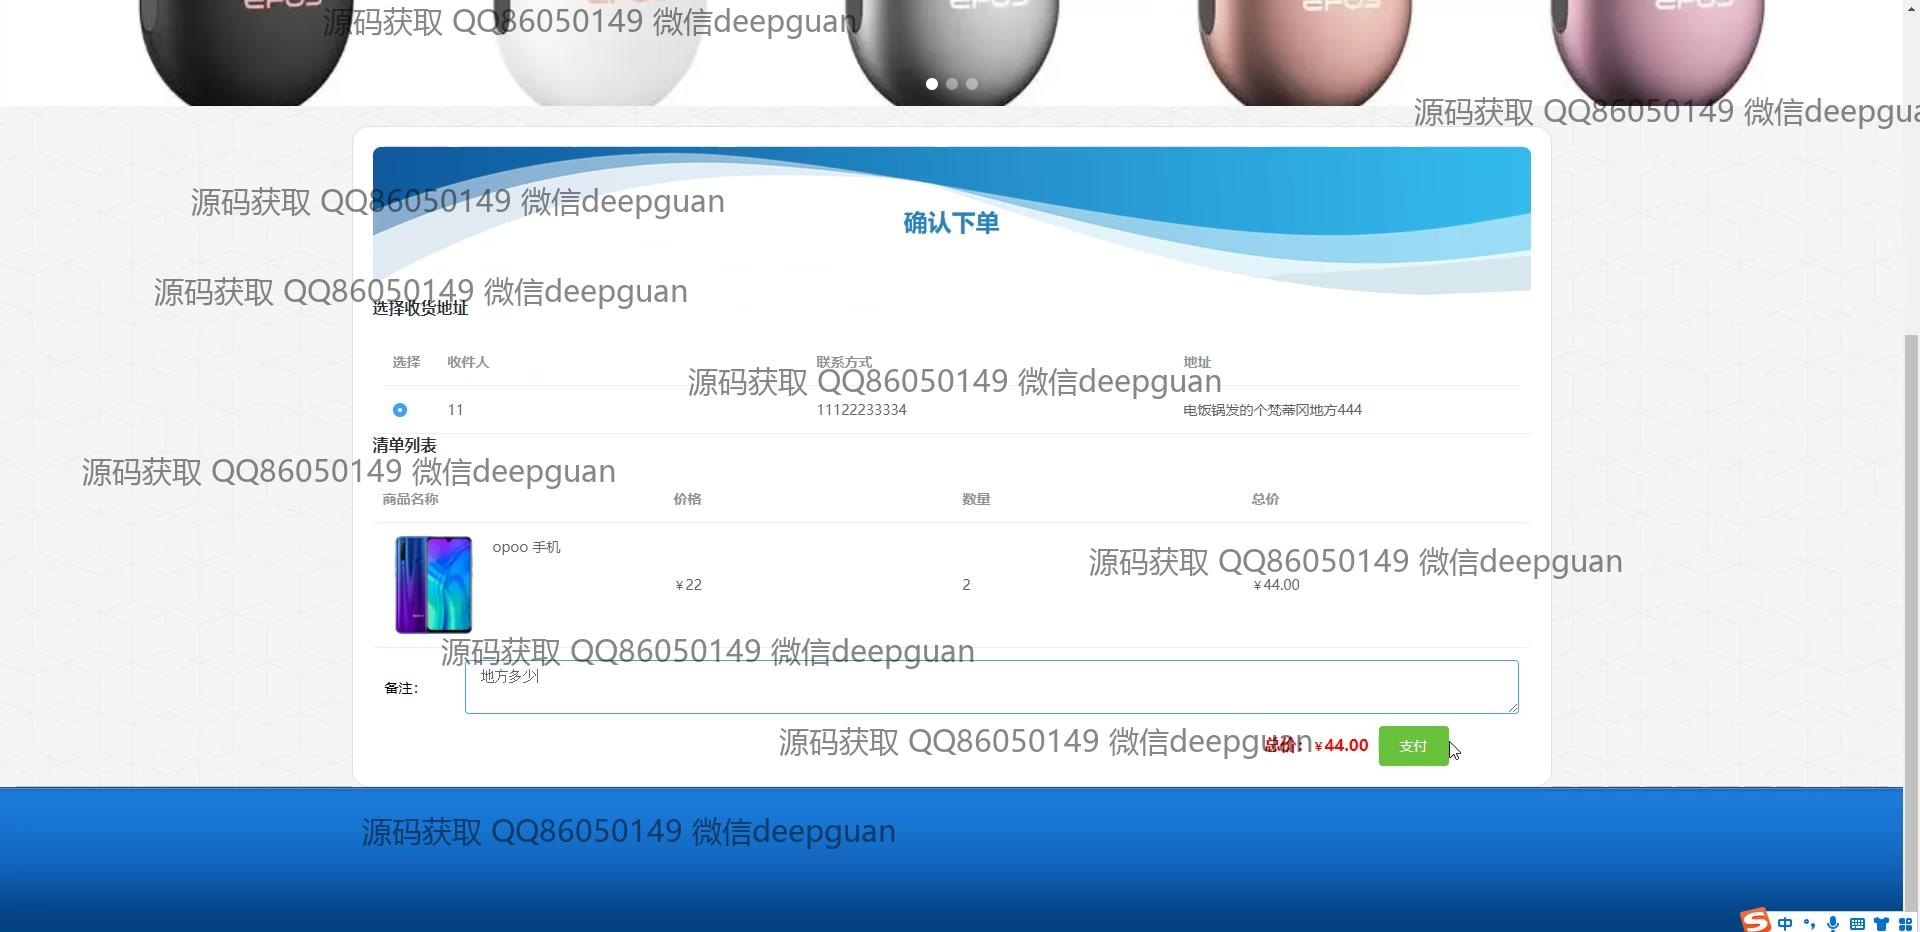 EPOS EPOS EPOS EPOS
源码获取 QQ86050149 微信deepguan
源码获取 QQ86050149 微信deepgua
源码获取 QQ86050149 微信deepguan
确认下单
源码获取 QQ86050149 微信deepguan
选择收货地址
选择 收件人 联系方式 地址
源码获取 QQ86050149 微信deepguan
11 11122233334 电饭锅发的个梵蒂冈地方444
清单列表
源码获取 QQ86050149 微信deepguan
商品名称 价格 数量 总价
opoo 手机
源码获取 QQ86050149 微信deepguan
¥22 2 ¥44.00
源码获取 QQ86050149 微信deepguan
地方多少
备注：
源码获取 QQ86050149 微信deepguan
总价：¥44.00 支付
源码获取 QQ86050149 微信deepguan
中